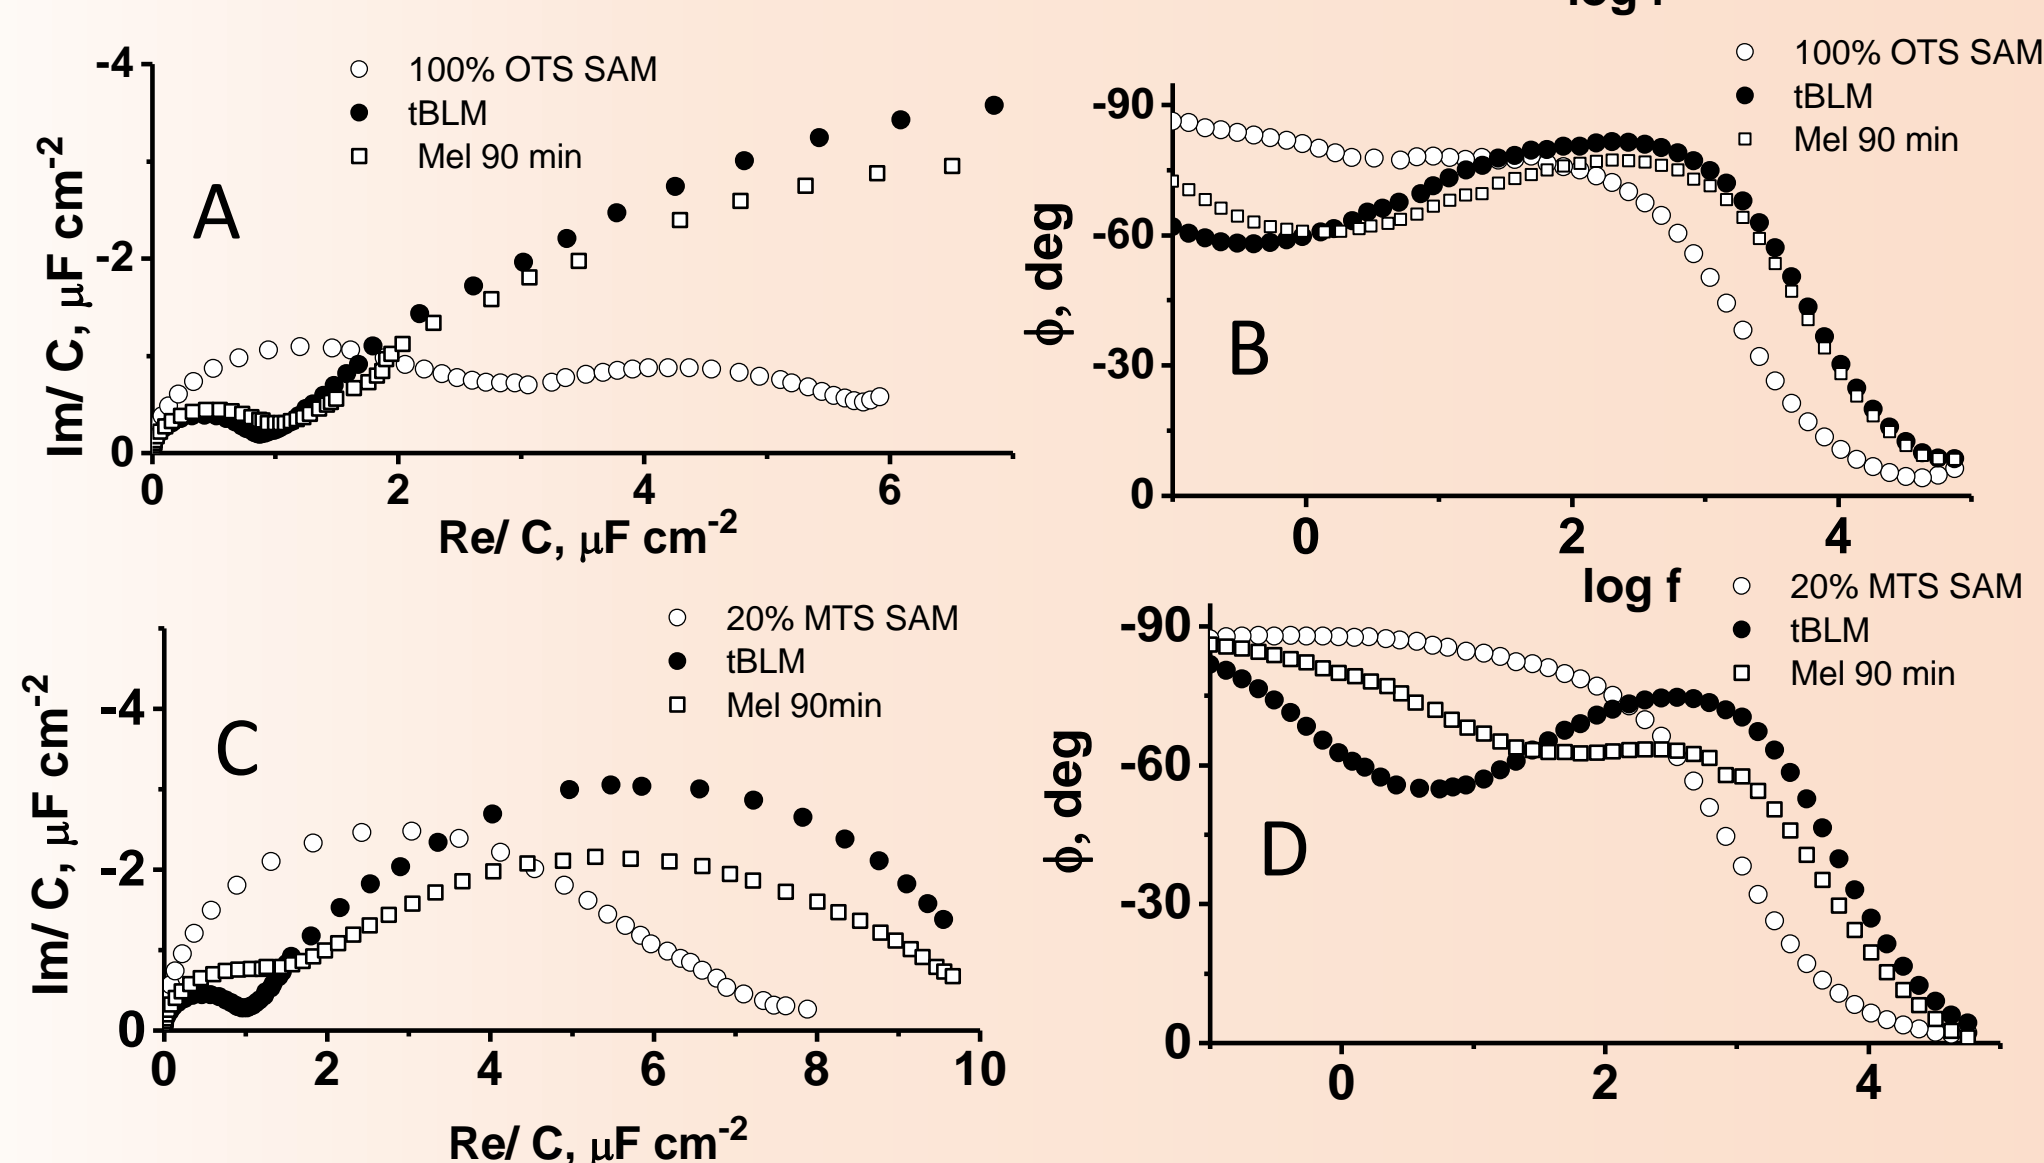 log f
-4
-2
0
Im/ C, μF cm-2
100% OTS SAM
tBLM
Mel 90 min
A
0 2 4 6
Re/ C, μF cm-2
-90
-60
-30
0
ϕ, deg
100% OTS SAM
tBLM
Mel 90 min
B
0 2 4
log f
-4
-2
0
Im/ C, μF cm-2
20% MTS SAM
tBLM
Mel 90min
C
0 2 4 6 8 10
Re/ C, μF cm-2
-90
-60
-30
0
ϕ, deg
20% MTS SAM
tBLM
Mel 90 min
D
0 2 4